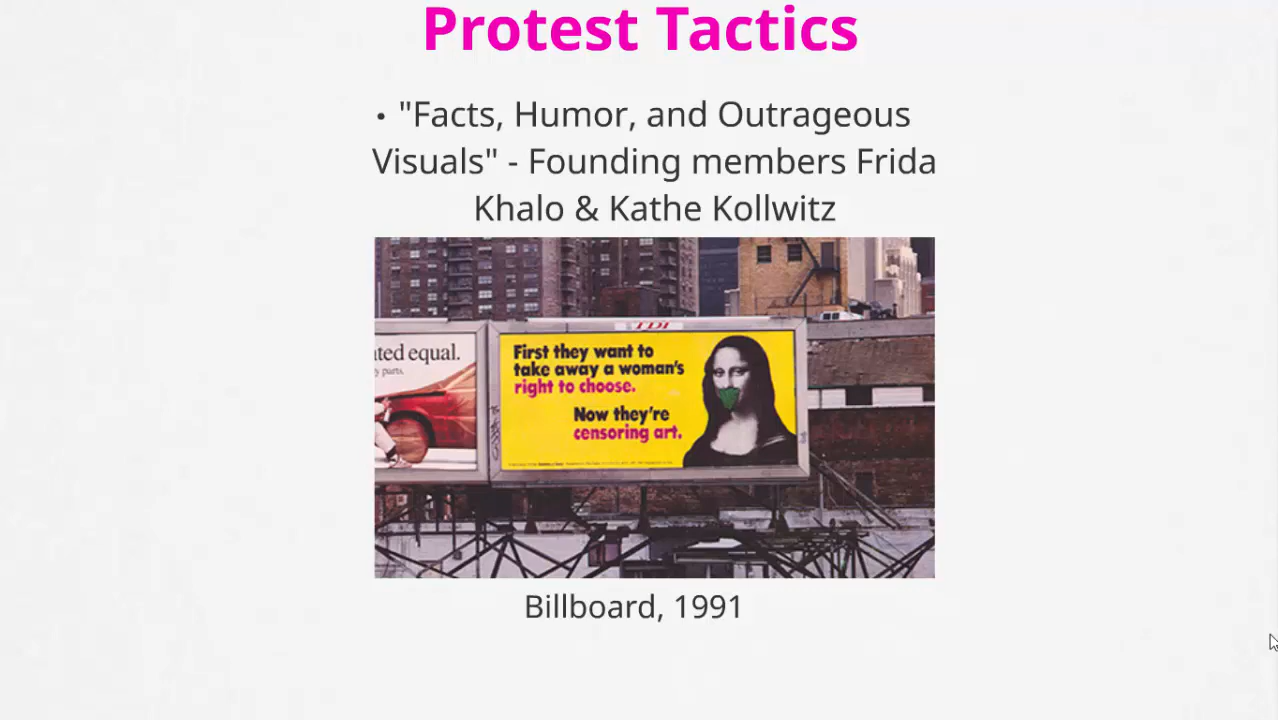 Protest Tactics
• "Facts, Humor, and Outrageous
Visuals" - Founding members Frida
Khalo & Kathe Kollwitz
TDI
ted equal.
y parts.
First they want to
take away a woman's
right to choose.
Now they're
censoring art.
Billboard, 1991